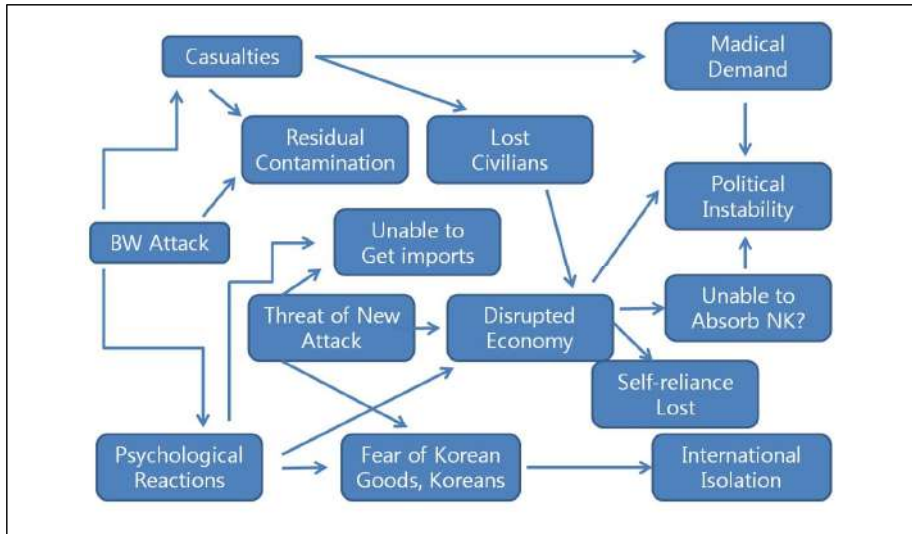 Casualties
Madical
Demand
Residual
Contamination
Lost
Civilians
Political
Instability
BW Attack
Unable to
Get imports
Threat of New
Attack
Disrupted
Economy
Unable to
Absorb NK?
Self-reliance
Lost
Psychological
Reactions
Fear of Korean
Goods, Koreans
International
Isolation